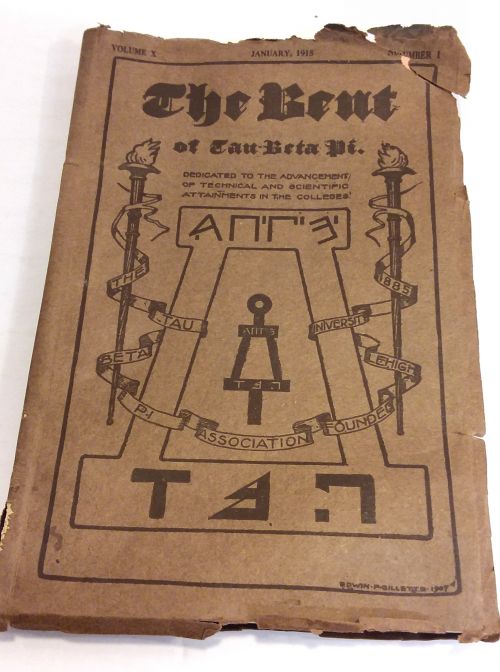 VOLUME X JANUARY, 1915 NUMBER 1
The Bent
of Tau Beta Pi.
DEDICATED TO THE ADVANCEMENT
OF TECHNICAL AND SCIENTIFIC
ATTAINMENTS IN THE COLLEGES
THE
TAU
BETA
PI
ASSOCIATION
FOUNDED
LEHIGH
UNIVERSITY
1885
EDWIN·P·GILLETTE·1907